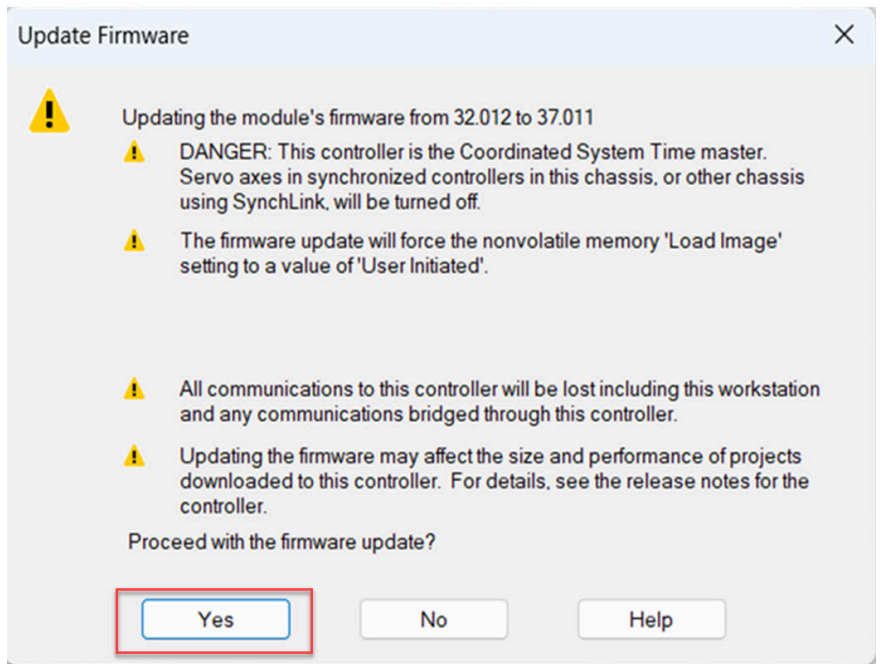 Update Firmware
Updating the module's firmware from 32.012 to 37.011
DANGER: This controller is the Coordinated System Time master.
Servo axes in synchronized controllers in this chassis, or other chassis
using SynchLink, will be turned off.
The firmware update will force the nonvolatile memory 'Load Image'
setting to a value of 'User Initiated'.
All communications to this controller will be lost including this workstation
and any communications bridged through this controller.
Updating the firmware may affect the size and performance of projects
downloaded to this controller.  For details, see the release notes for the
controller.
Proceed with the firmware update?
Yes No Help